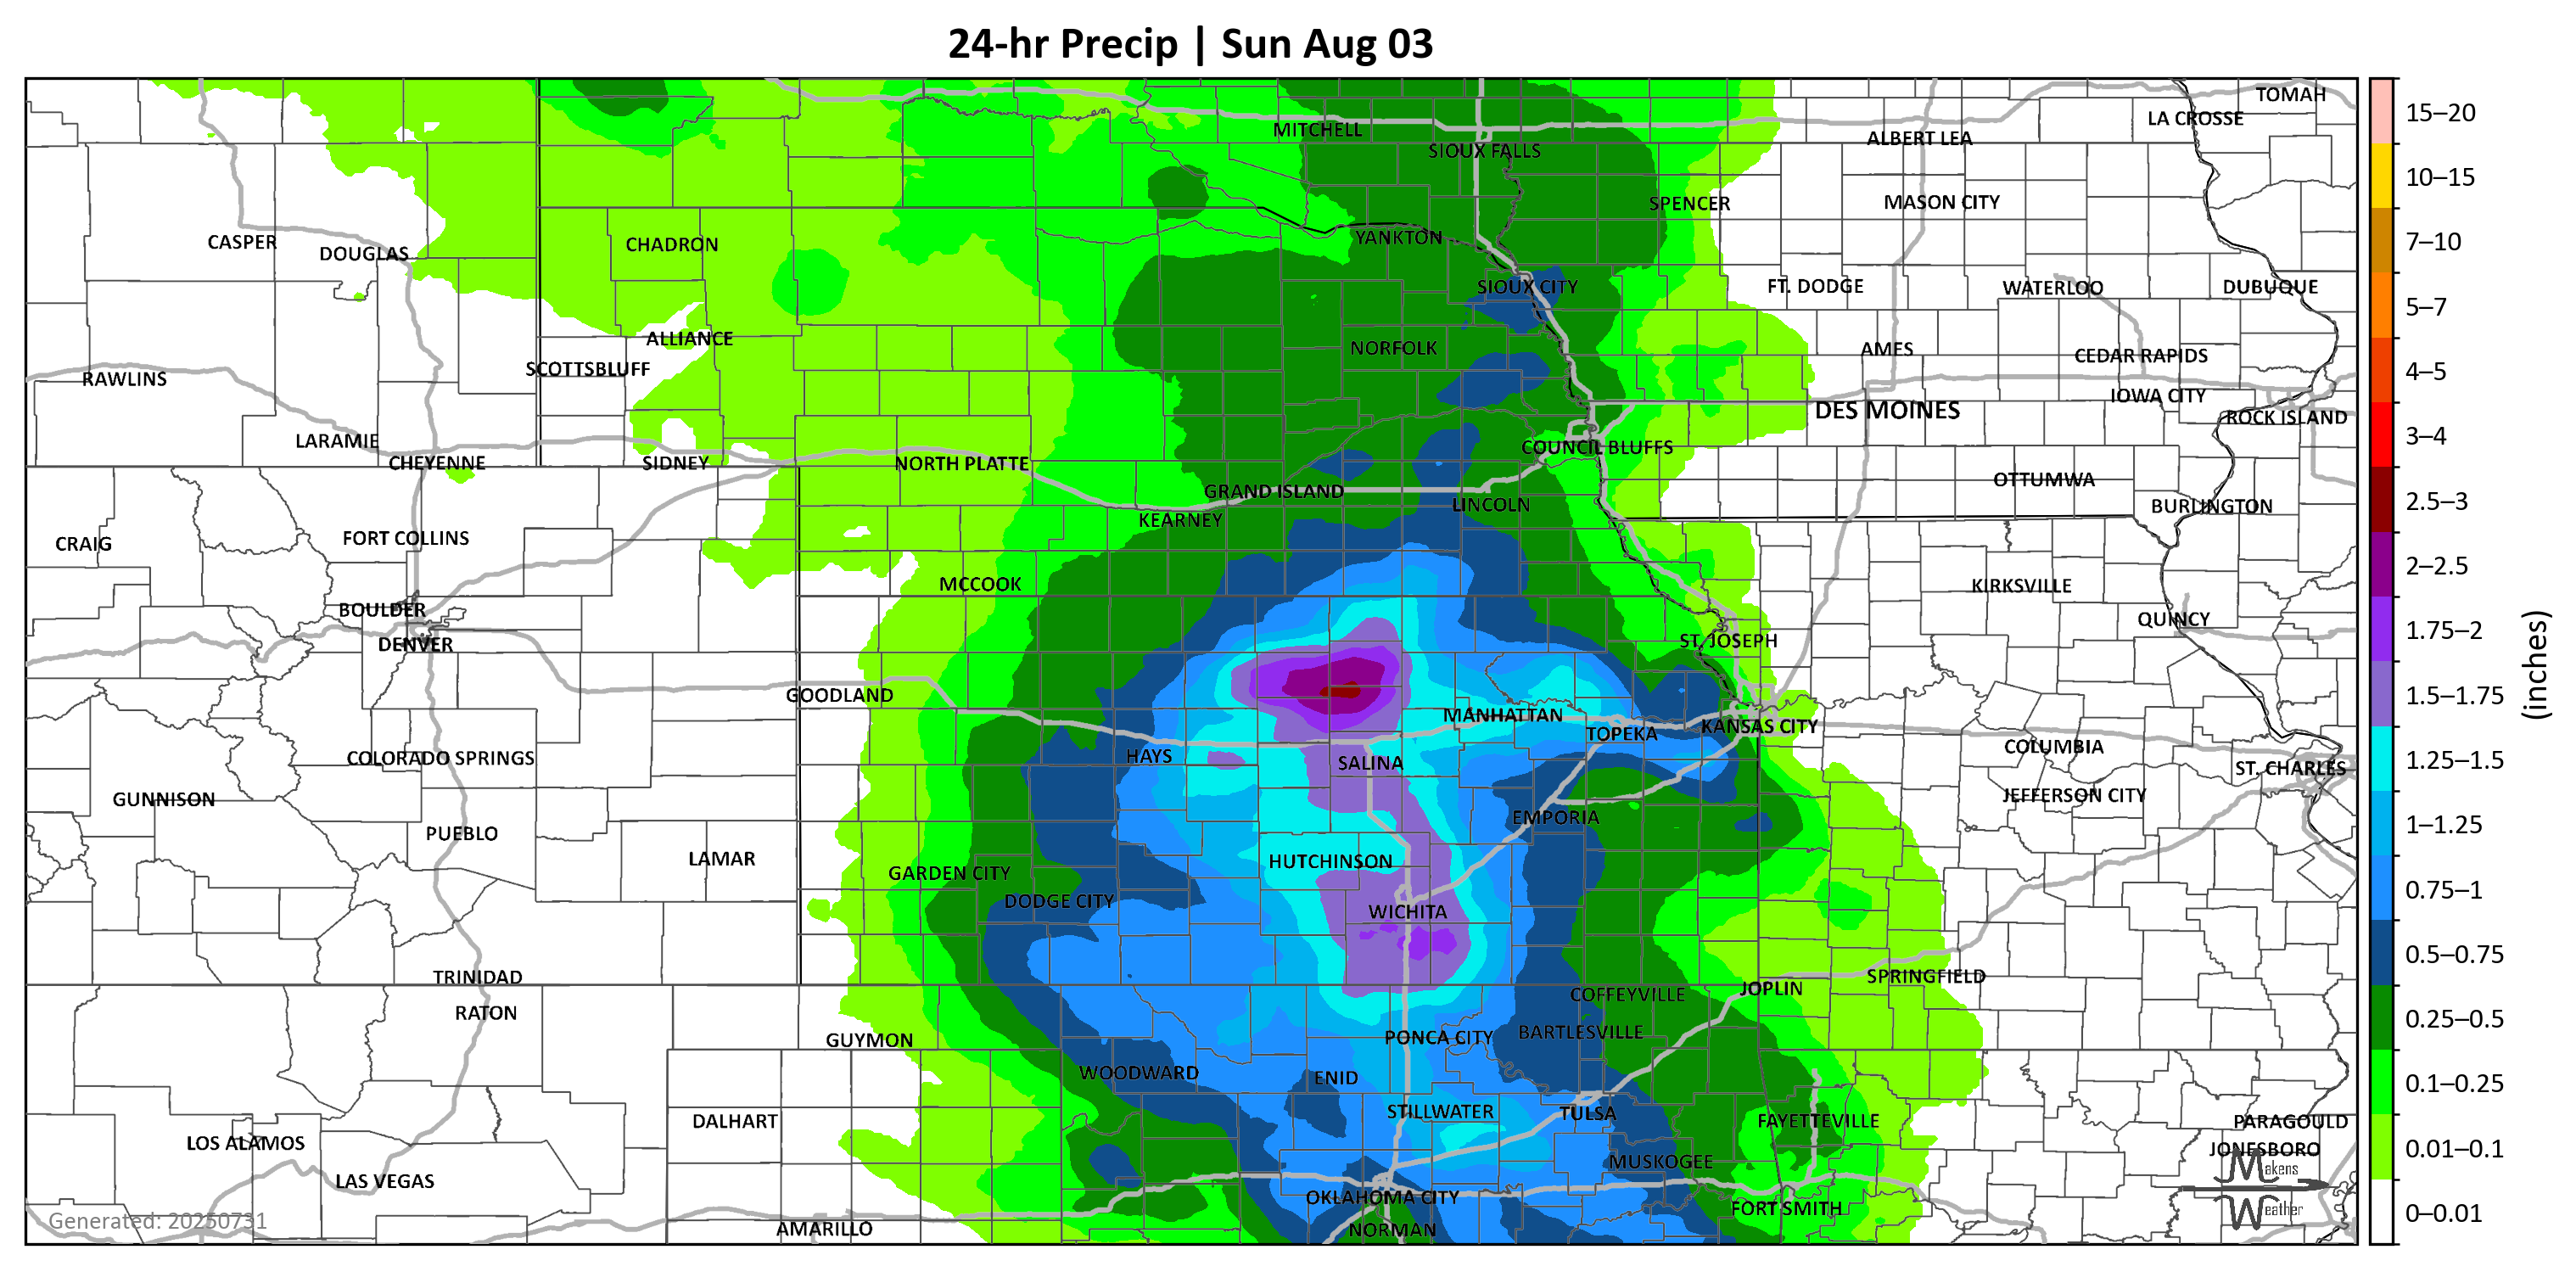 24-hr Precip | Sun Aug 03
TOMAH
15–20
LA CROSSE
MITCHELL
ALBERT LEA
SIOUX FALLS
10–15
SPENCER
MASON CITY
YANKTON
CASPER
CHADRON
7–10
DOUGLAS
SIOUX CITY
FT. DODGE
WATERLOO
DUBUQUE
5–7
ALLIANCE
NORFOLK
AMES
CEDAR RAPIDS
SCOTTSBLUFF
4–5
RAWLINS
IOWA CITY
DES MOINES
ROCK ISLAND
3–4
LARAMIE
COUNCIL BLUFFS
CHEYENNE
SIDNEY
NORTH PLATTE
OTTUMWA
GRAND ISLAND
2.5–3
LINCOLN
BURLINGTON
KEARNEY
FORT COLLINS
CRAIG
2–2.5
MCCOOK
KIRKSVILLE
BOULDER
QUINCY
1.75–2
DENVER
ST. JOSEPH
(inches)
GOODLAND
1.5–1.75
MANHATTAN
KANSAS CITY
TOPEKA
COLUMBIA
HAYS
COLORADO SPRINGS
SALINA
ST. CHARLES
1.25–1.5
GUNNISON
JEFFERSON CITY
EMPORIA
1–1.25
PUEBLO
LAMAR
HUTCHINSON
GARDEN CITY
0.75–1
DODGE CITY
WICHITA
0.5–0.75
TRINIDAD
SPRINGFIELD
JOPLIN
COFFEYVILLE
RATON
0.25–0.5
BARTLESVILLE
PONCA CITY
GUYMON
WOODWARD
ENID
0.1–0.25
STILLWATER
TULSA
DALHART
FAYETTEVILLE
PARAGOULD
LOS ALAMOS
JONESBORO
0.01–0.1
MUSKOGEE
Makens
LAS VEGAS
OKLAHOMA CITY
FORT SMITH
Weather
0–0.01
Generated: 20250731
AMARILLO
NORMAN